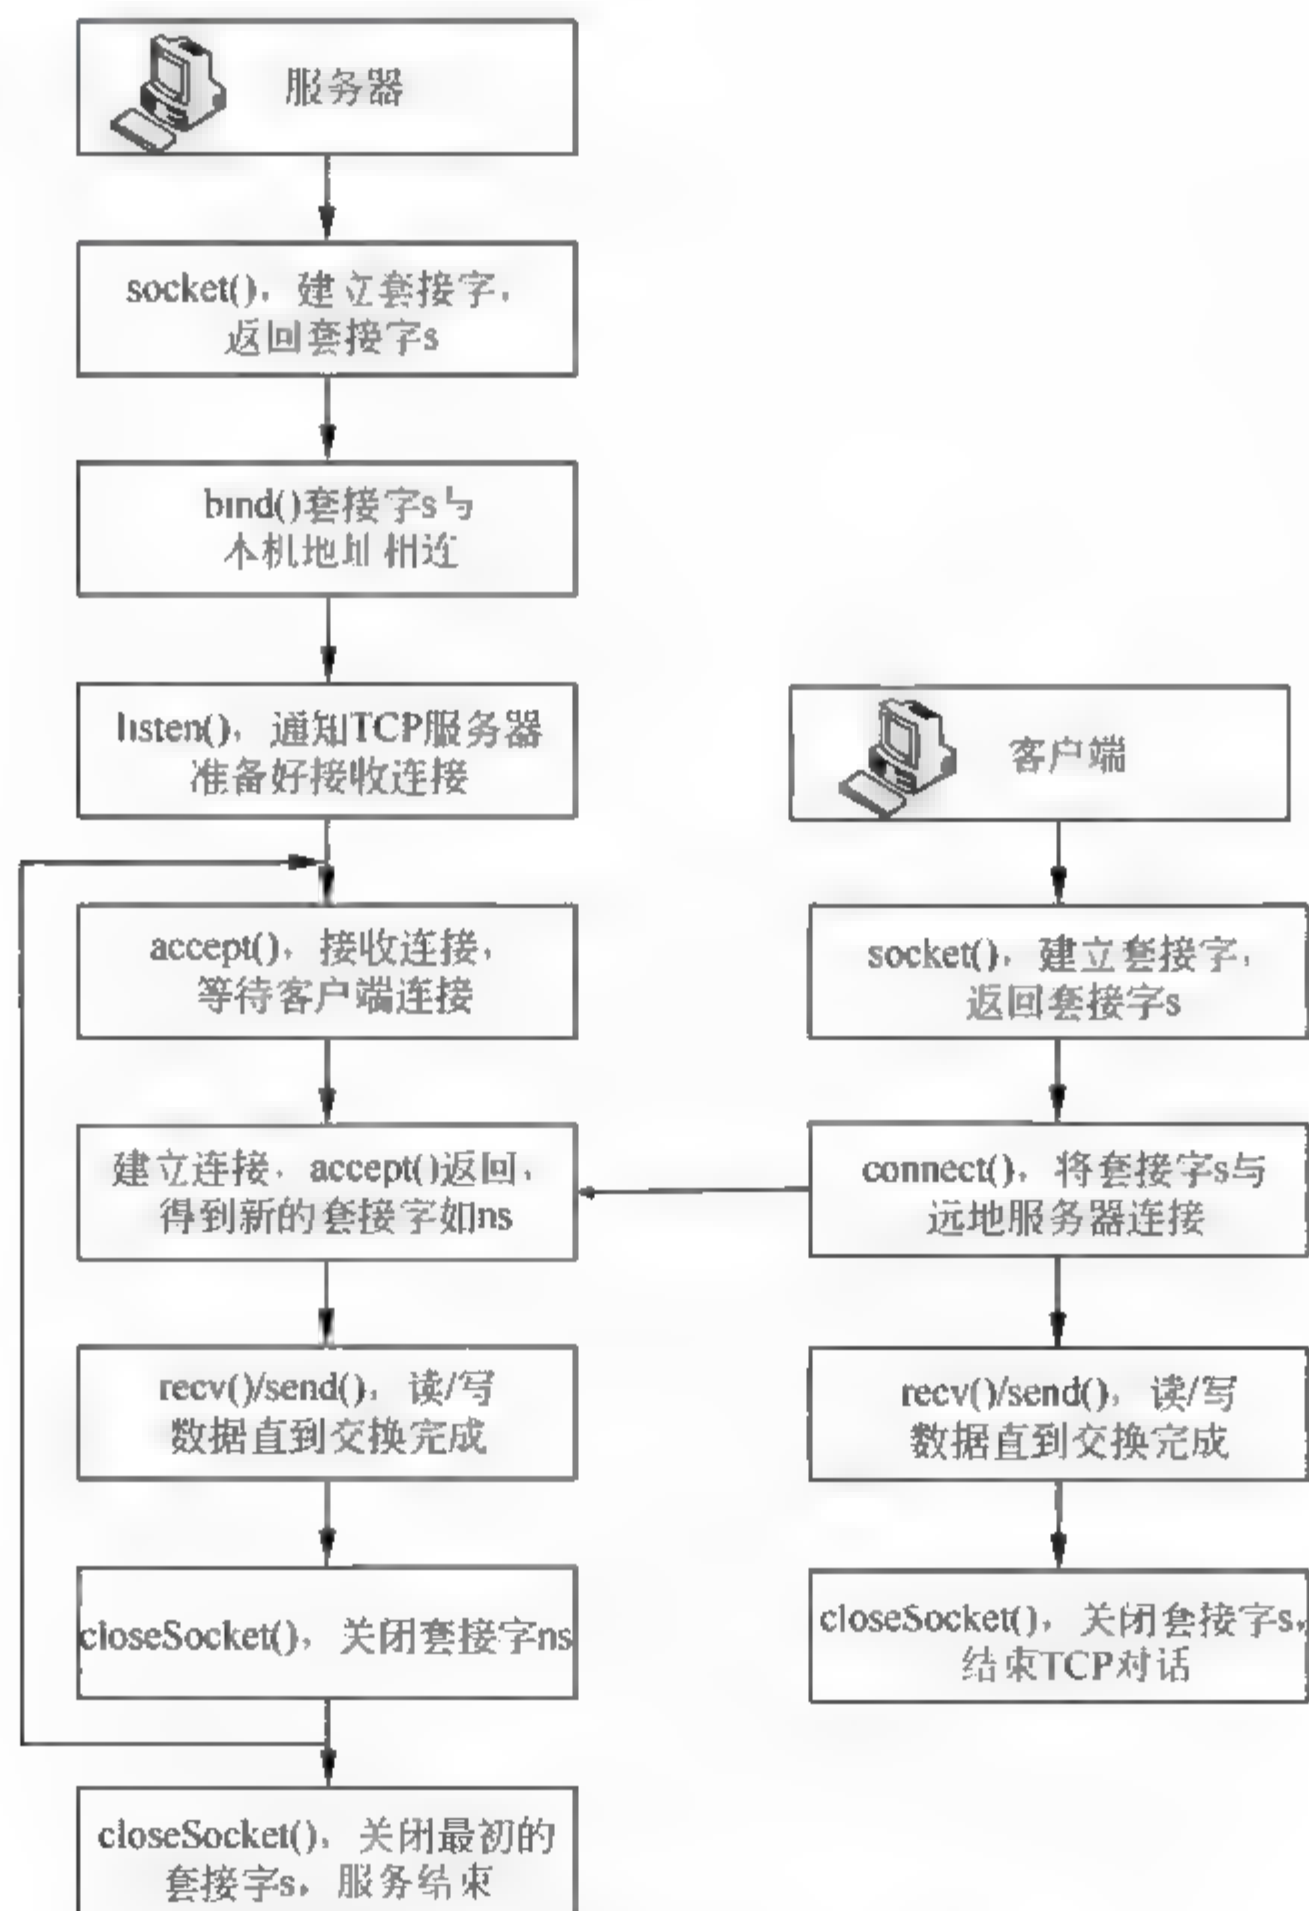 服务器
socket(), 建立套接字,
返回套接字s
bind()套接字s与
本机地址相连
listen(), 通知TCP服务器
准备好接收连接
accept(), 接收连接,
等待客户端连接
建立连接, accept()返回,
得到新的套接字如ns
recv()/send(), 读/写
数据直到交换完成
closeSocket(), 关闭套接字ns
closeSocket(), 关闭最初的
套接字s, 服务结束
客户端
socket(), 建立套接字,
返回套接字s
connect(), 将套接字s与
远地服务器连接
recv()/send(), 读/写
数据直到交换完成
closeSocket(), 关闭套接字s,
结束TCP对话